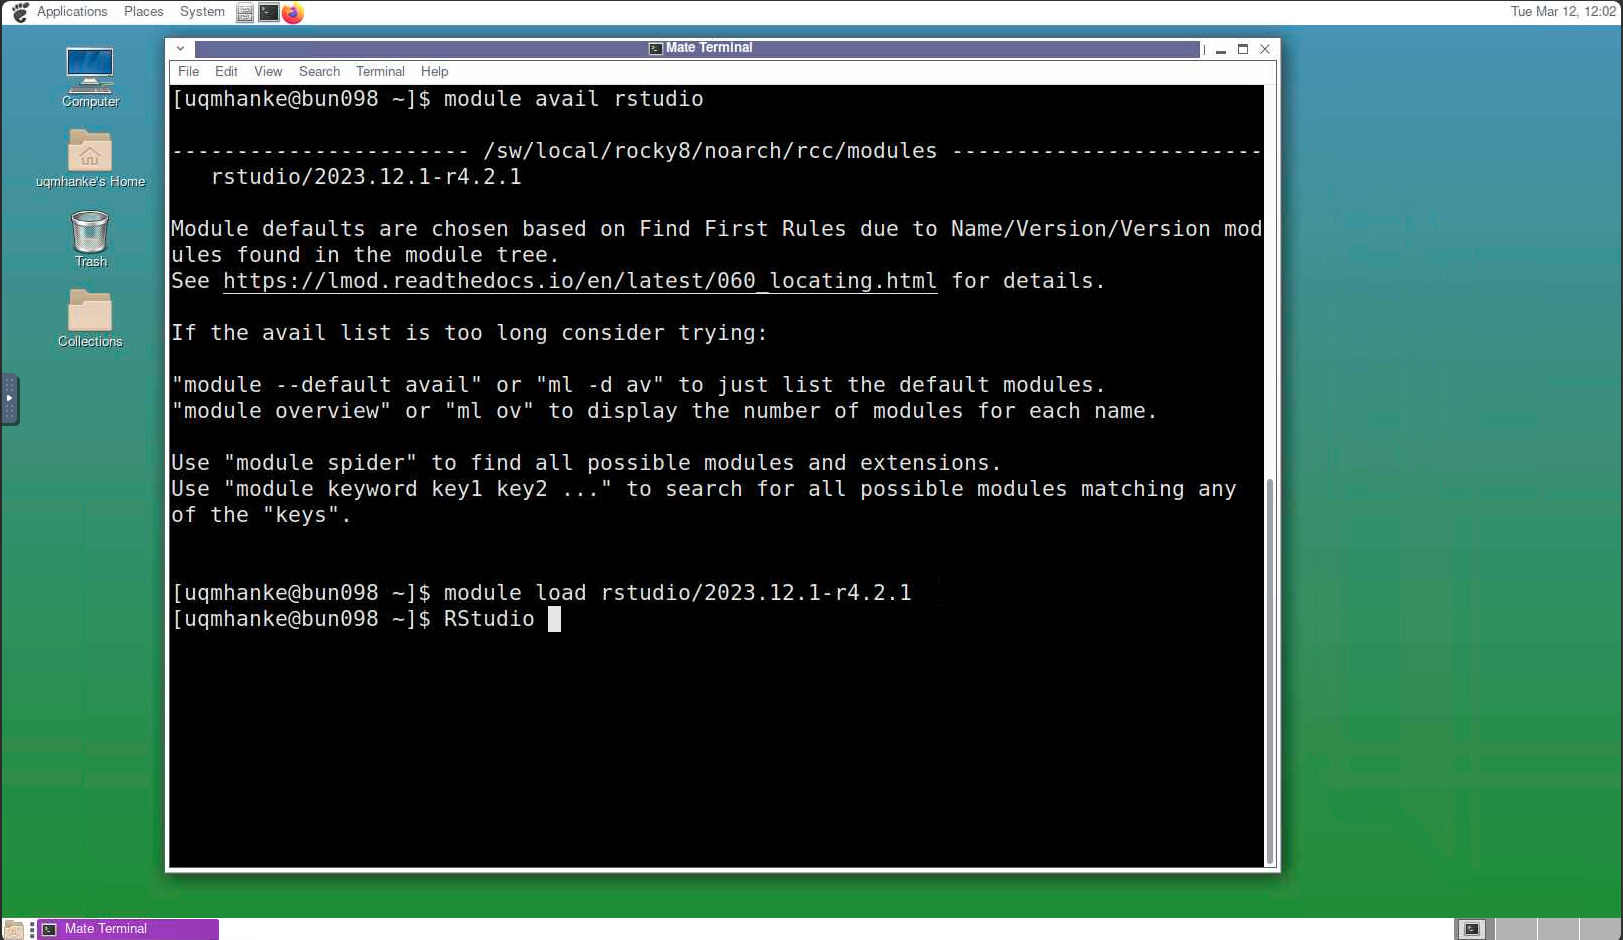 Applications Places System Tue Mar 12, 12:02
Mate Terminal
File Edit View Search Terminal Help
Computer
uqmhanke's Home
Trash
Collections
[uqmhanke@bun098 ~]$ module avail rstudio
----------------------- /sw/local/rocky8/noarch/rcc/modules ------------------------
rstudio/2023.12.1-r4.2.1
Module defaults are chosen based on Find First Rules due to Name/Version/Version mod
ules found in the module tree.
See https://lmod.readthedocs.io/en/latest/060_locating.html for details.
If the avail list is too long consider trying:
"module --default avail" or "ml -d av" to just list the default modules.
"module overview" or "ml ov" to display the number of modules for each name.
Use "module spider" to find all possible modules and extensions.
Use "module keyword key1 key2 ..." to search for all possible modules matching any
of the "keys".
[uqmhanke@bun098 ~]$ module load rstudio/2023.12.1-r4.2.1
[uqmhanke@bun098 ~]$ RStudio
Mate Terminal